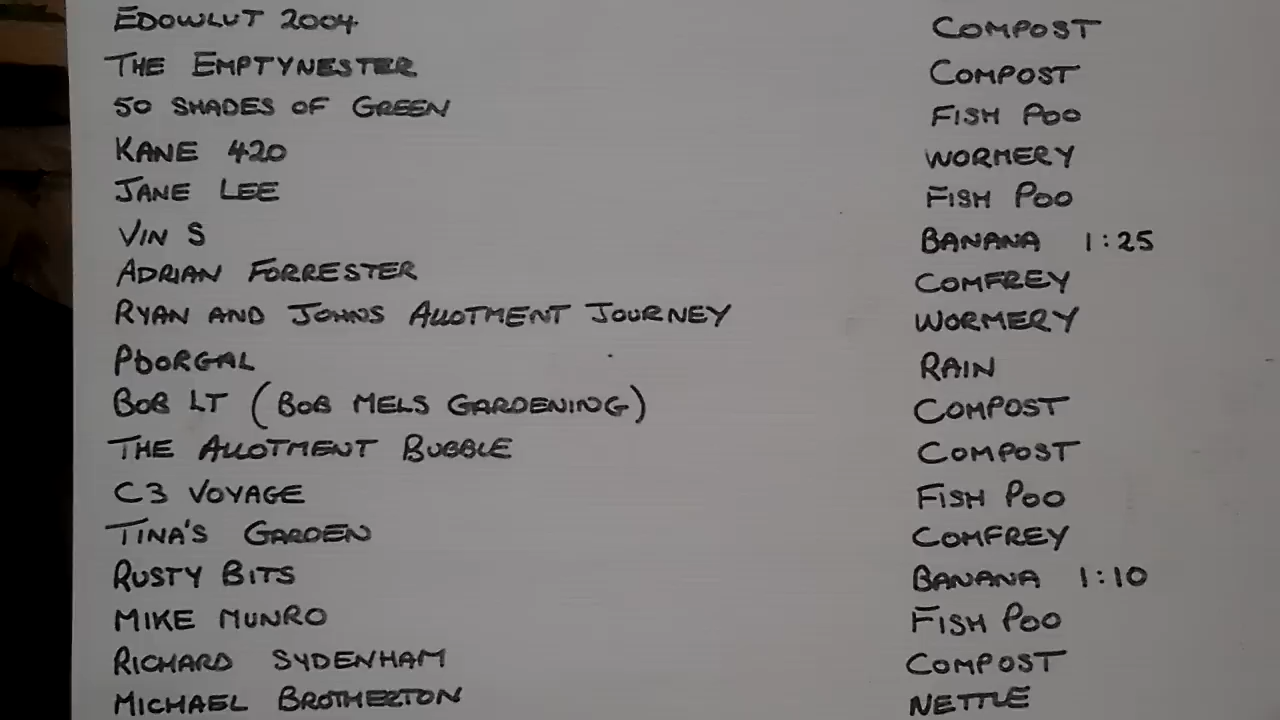 EDOWLUT 2004 COMPOST
THE EMPTYNESTER COMPOST
50 SHADES OF GREEN FISH POO
KANE 420 WORMERY
JANE LEE FISH POO
VIN S BANANA 1:25
ADRIAN FORRESTER COMFREY
RYAN AND JOHNS ALLOTMENT JOURNEY WORMERY
PDORGAL RAIN
BOB LT (BOB MELS GARDENING) COMPOST
THE ALLOTMENT BUBBLE COMPOST
C3 VOYAGE FISH POO
TINA'S GARDEN COMFREY
RUSTY BITS BANANA 1:10
MIKE MUNRO FISH POO
RICHARD SYDENHAM COMPOST
MICHAEL BROTHERTON NETTLE